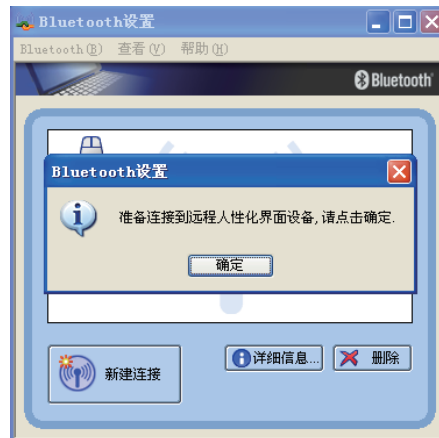 Bluetooth设置
Bluetooth(B) 查看(V) 帮助(H)
Bluetooth
Bluetooth设置
准备连接到远程人性化界面设备,请点击确定.
确定
新建连接
详细信息...
删除